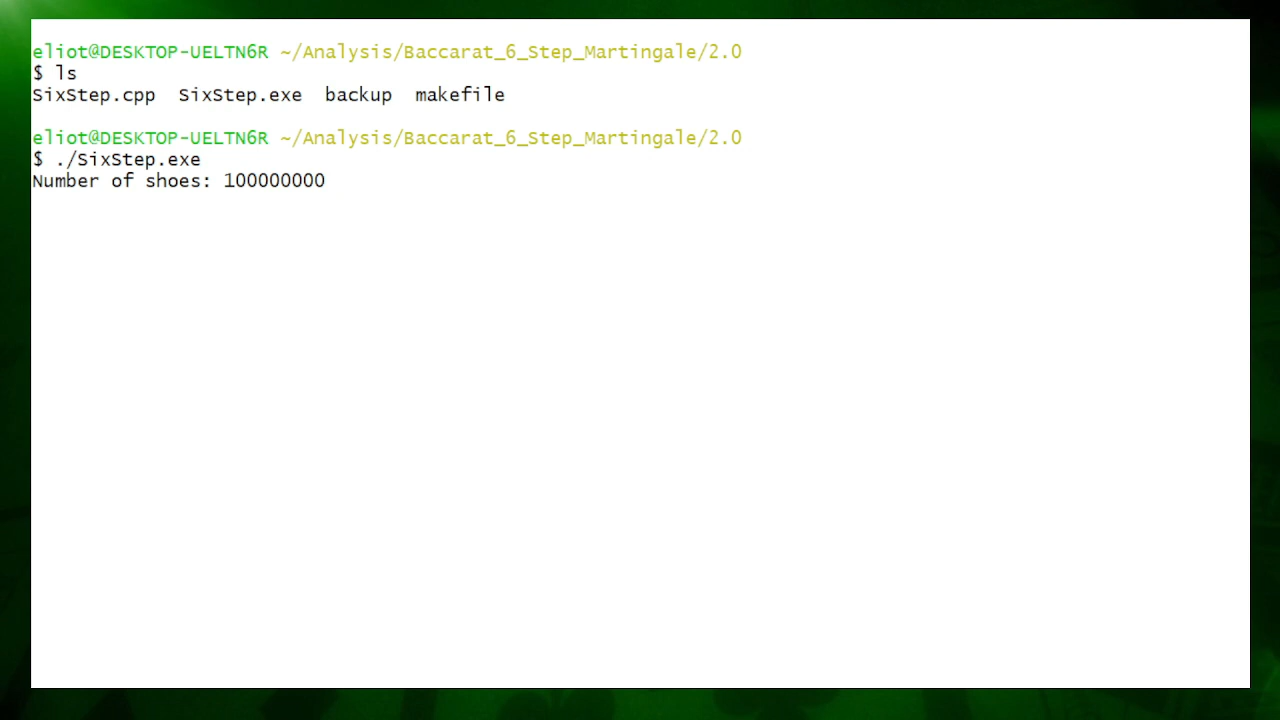 eliot@DESKTOP-UELTN6R ~/Analysis/Baccarat_6_Step_Martingale/2.0
$ ls
SixStep.cpp  SixStep.exe  backup  makefile
eliot@DESKTOP-UELTN6R ~/Analysis/Baccarat_6_Step_Martingale/2.0
$ ./SixStep.exe
Number of shoes: 100000000